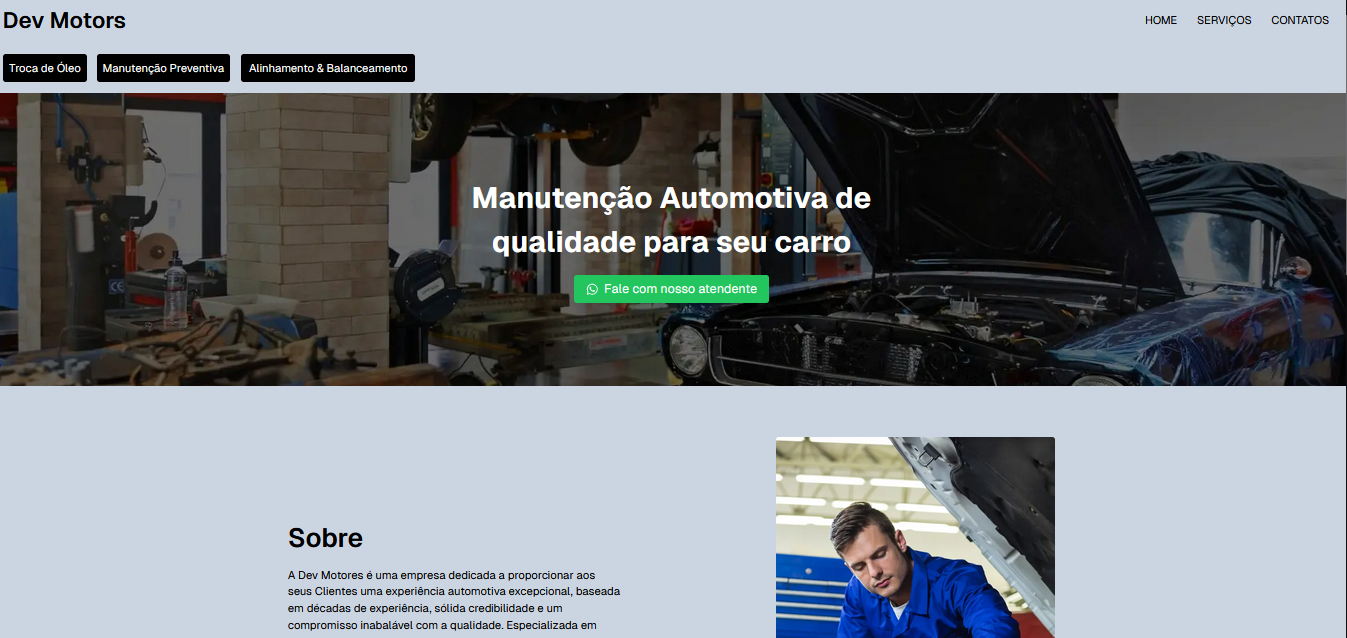 Dev Motors
HOME SERVIÇOS CONTATOS
Troca de Óleo Manutenção Preventiva Alinhamento & Balanceamento
Manutenção Automotiva de
qualidade para seu carro
Fale com nosso atendente
CE
Sobre
A Dev Motores é uma empresa dedicada a proporcionar aos
seus Clientes uma experiência automotiva excepcional, baseada
em décadas de experiência, sólida credibilidade e um
compromisso inabalável com a qualidade. Especializada em